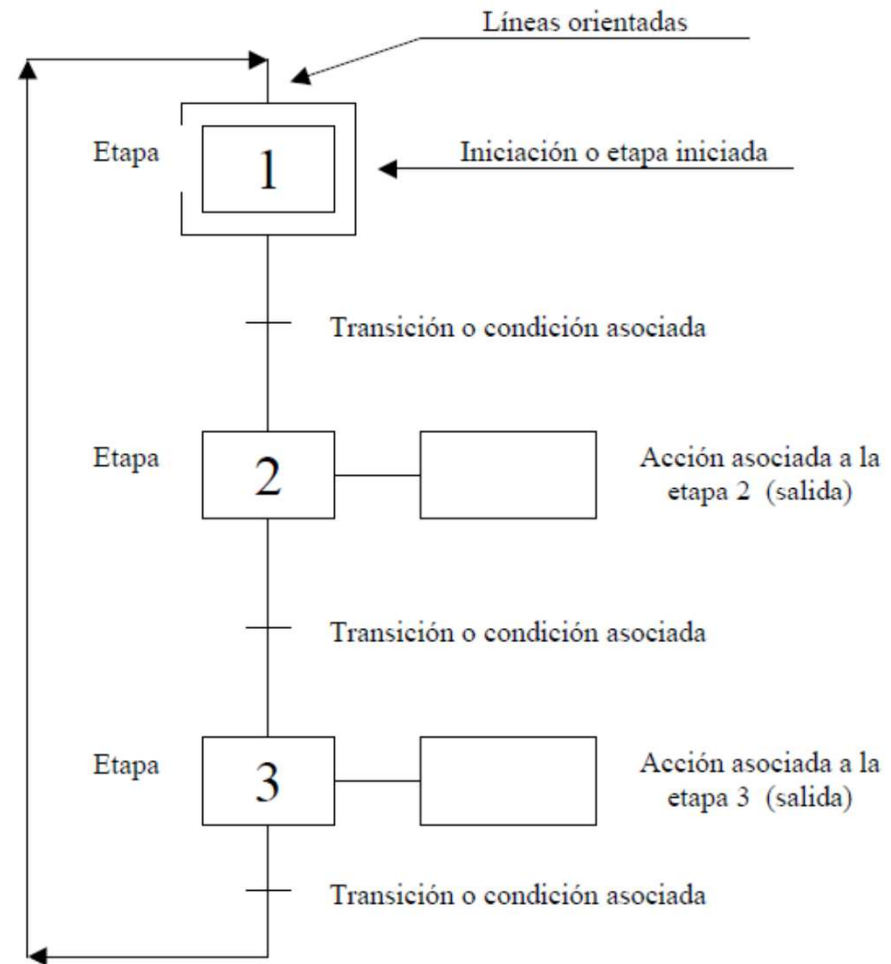 Líneas orientadas
Etapa
1
Iniciación o etapa iniciada
Transición o condición asociada
Etapa
2
Acción asociada a la
etapa 2 (salida)
Transición o condición asociada
Etapa
3
Acción asociada a la
etapa 3 (salida)
Transición o condición asociada